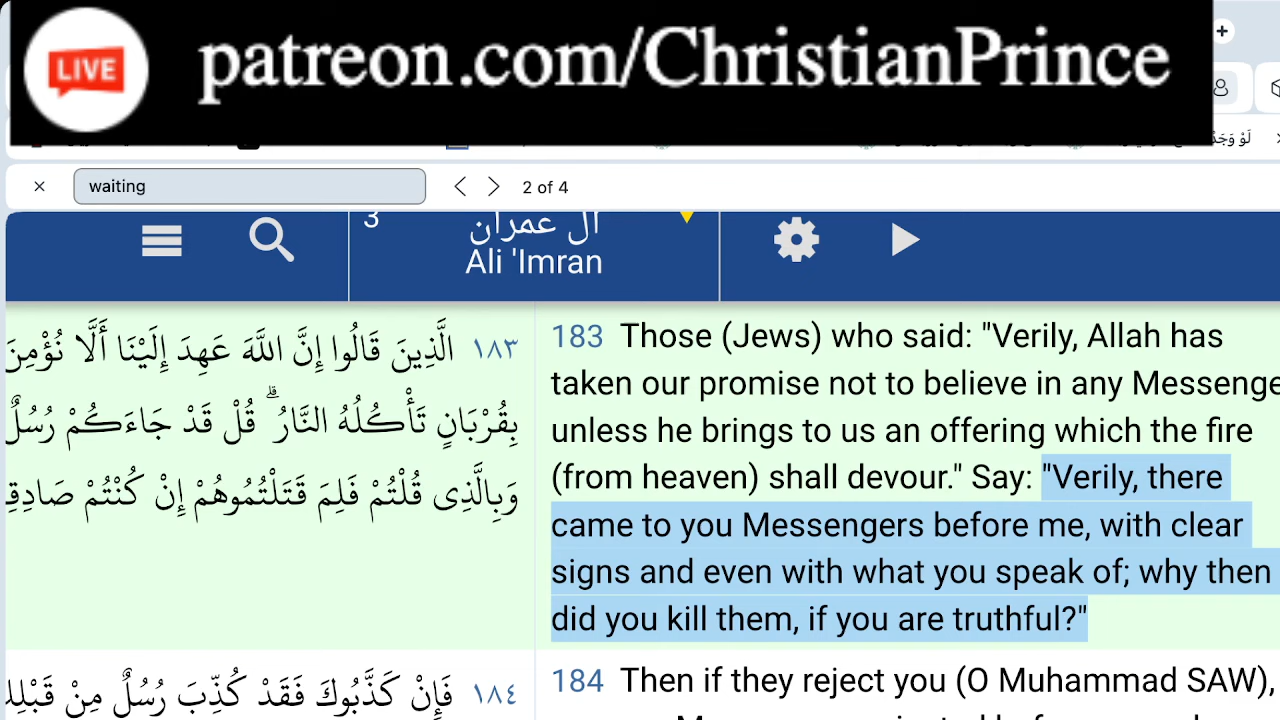 LIVE
patreon.com/ChristianPrince
waiting
2 of 4
3
آل عمران
Ali 'Imran
١٨٣ الَّذِينَ قَالُوا إِنَّ اللَّهَ عَهِدَ إِلَيْنَا أَلَّا نُؤْمِنَ
بِقُرْبَانٍ تَأْكُلُهُ النَّارُ ۗ قُلْ قَدْ جَاءَكُمْ رُسُلٌ
وَبِالَّذِى قُلْتُمْ فَلِمَ قَتَلْتُمُوهُمْ إِنْ كُنْتُمْ صَادِقِ
183 Those (Jews) who said: "Verily, Allah has
taken our promise not to believe in any Messenge
unless he brings to us an offering which the fire
(from heaven) shall devour." Say: "Verily, there
came to you Messengers before me, with clear
signs and even with what you speak of; why then
did you kill them, if you are truthful?"
١٨٤ فَإِنْ كَذَّبُوكَ فَقَدْ كُذِّبَ رُسُلٌ مِنْ قَبْلِكَ
184 Then if they reject you (O Muhammad SAW),